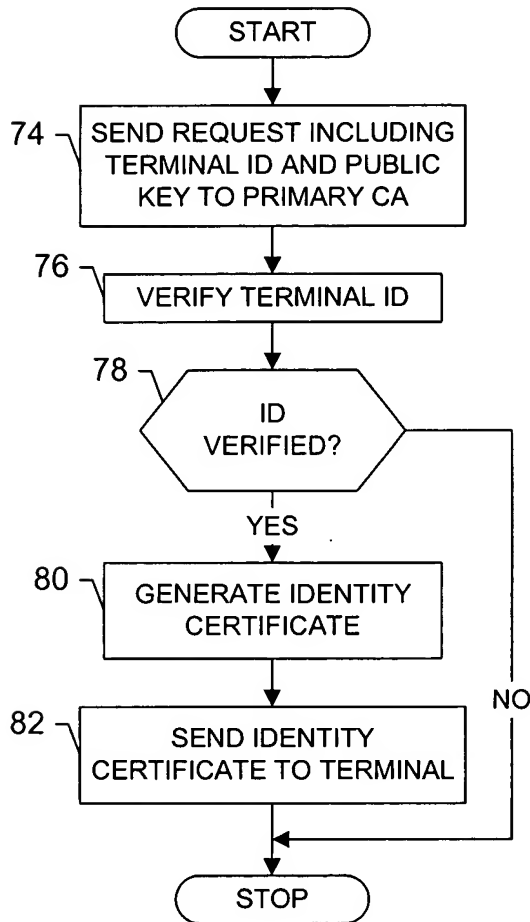 START
74
SEND REQUEST INCLUDING
TERMINAL ID AND PUBLIC
KEY TO PRIMARY CA
76
VERIFY TERMINAL ID
78
ID
VERIFIED?
YES
80
GENERATE IDENTITY
CERTIFICATE
NO
82
SEND IDENTITY
CERTIFICATE TO TERMINAL
STOP